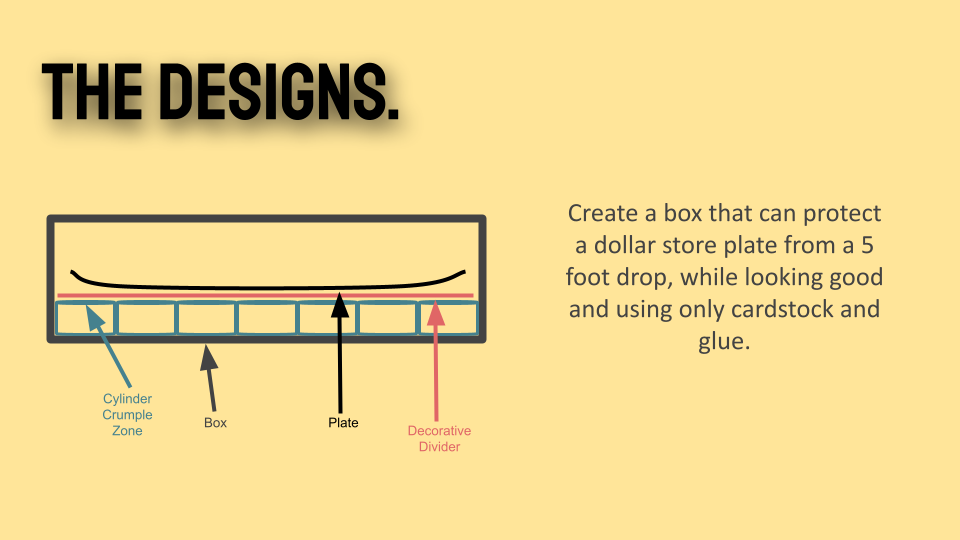 THE DESIGNS.
Create a box that can protect
a dollar store plate from a 5
foot drop, while looking good
and using only cardstock and
glue.
Cylinder
Crumple
Zone
Box
Plate
Decorative
Divider